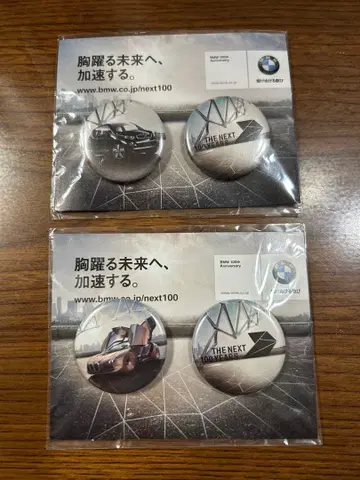 胸躍る未来へ、
加速する。
www.bmw.co.jp/next100
BMW 100th
Anniversary
BMW
THE NEXT
100 YEARS
胸躍る未来へ、
加速する。
www.bmw.co.jp/next100
BMW 100th
Anniversary
BMW
THE NEXT
100 YEARS